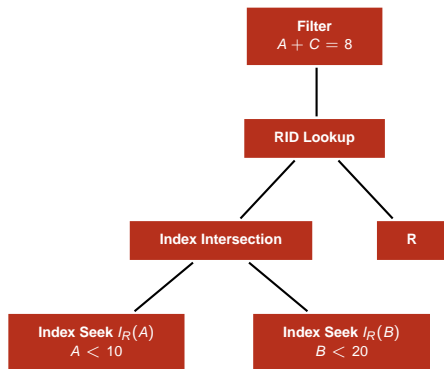 Filter
A + C = 8
RID Lookup
Index Intersection
R
Index Seek I_R(A)
A < 10
Index Seek I_R(B)
B < 20